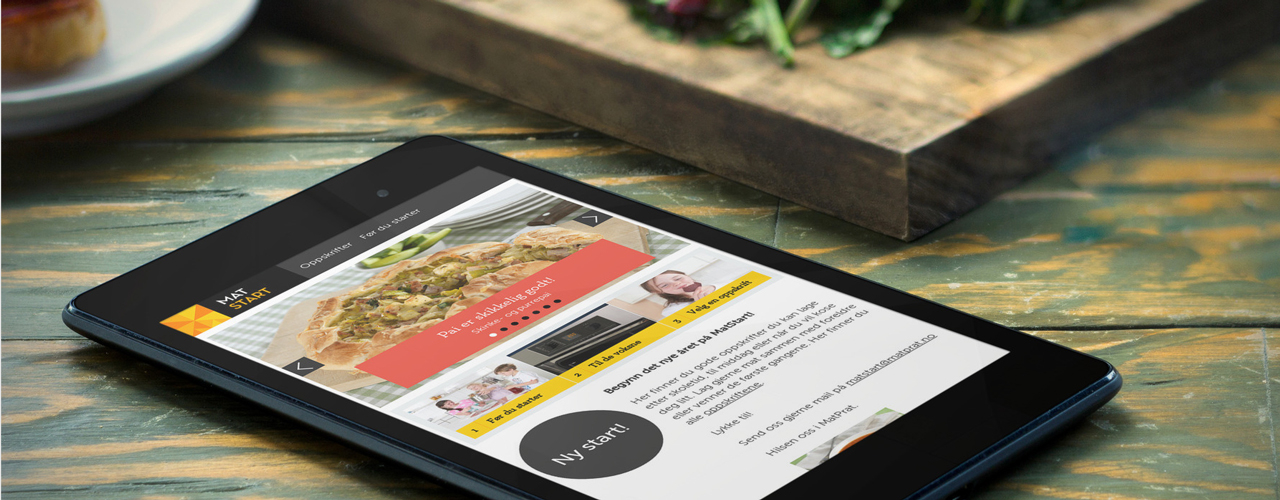 MAT
START
Oppskrifter Før du starter
Pai er skikkelig godt!
Skinke- og purrepai
1 Før du starter
2 Til de voksne
3 Velg en oppskrift
Ny start!
Begynn det nye året på MatStart!
Her finner du gode oppskrifter du kan lage
etter skoletid, til middag eller når du vil kose
deg litt. Lag gjerne mat sammen med foreldre
eller venner de første gangene. Her finner du
alle oppskriftene.
Lykke til!
Send oss gjerne mail på matstart@matprat.no
Hilsen oss i MatPrat.